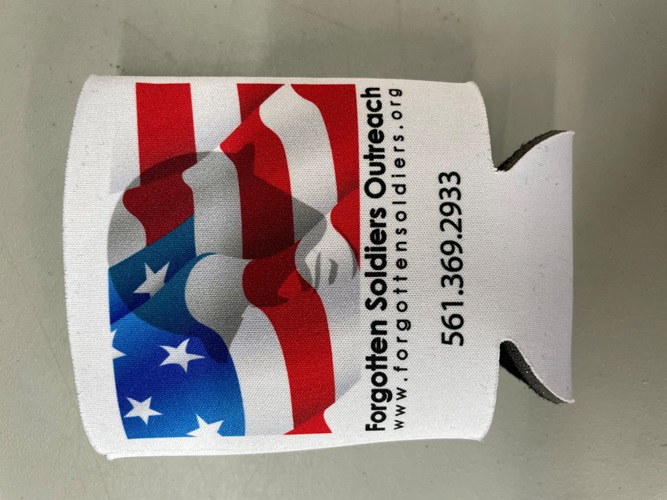 Forgotten Soldiers Outreach
www.forgottensoldiers.org
561.369.2933